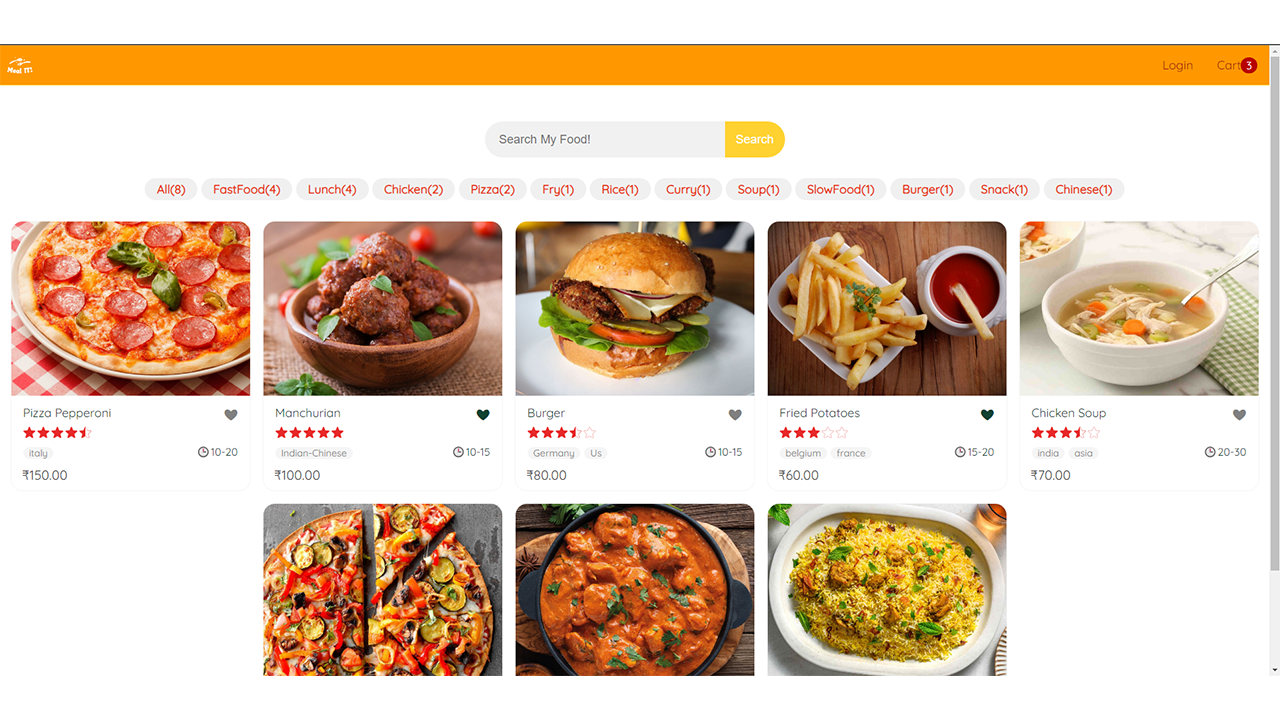 Meal IT!
Login Cart 3
Search My Food! Search
All(8) FastFood(4) Lunch(4) Chicken(2) Pizza(2) Fry(1) Rice(1) Curry(1) Soup(1) SlowFood(1) Burger(1) Snack(1) Chinese(1)
Pizza Pepperoni
italy 10-20
₹150.00
Manchurian
Indian-Chinese 10-15
₹100.00
Burger
Germany Us 10-15
₹80.00
Fried Potatoes
belgium france 15-20
₹60.00
Chicken Soup
india asia 20-30
₹70.00